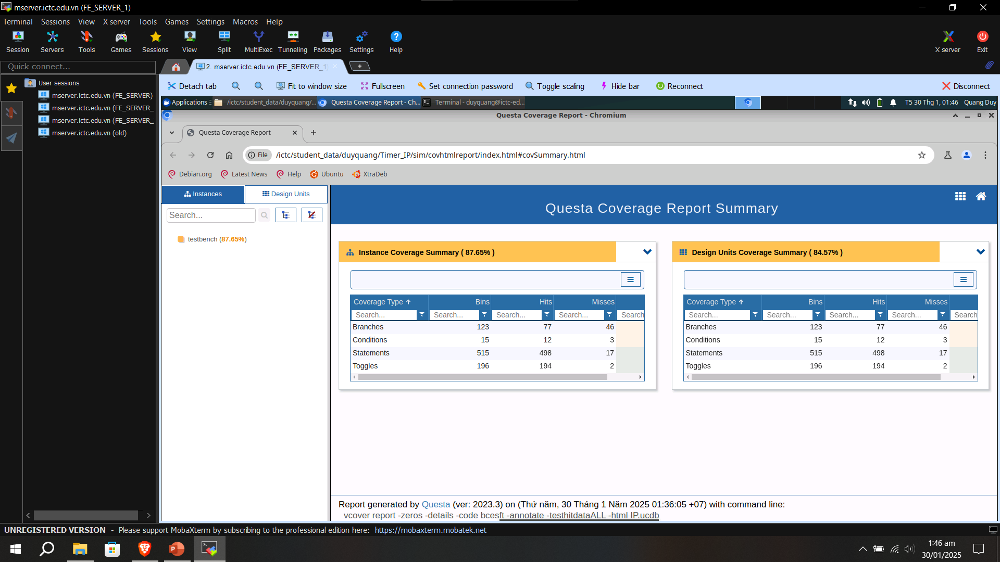 mserver.ictc.edu.vn (FE_SERVER_1)
Terminal Sessions View X server Tools Games Settings Macros Help
Session Servers Tools Games Sessions View Split MultiExec Tunneling Packages Settings Help X server Exit
Quick connect...
2. mserver.ictc.edu.vn (FE_SERVER_1)
User sessions
mserver.ictc.edu.vn (FE_SERVER)
mserver.ictc.edu.vn (FE_SERVER_
mserver.ictc.edu.vn (FE_SERVER_
mserver.ictc.edu.vn (old)
Detach tab Fit to window size Fullscreen Set connection password Toggle scaling Hide bar Reconnect Disconnect
Applications /ictc/student_data/duyquang/... Questa Coverage Report - Ch... Terminal - duyquang@ictc-ed... T5 30 Thg 1, 01:46 Quang Duy
Questa Coverage Report - Chromium
Questa Coverage Report
File /ictc/student_data/duyquang/Timer_IP/sim/covhtmlreport/index.html#covSummary.html
Debian.org Latest News Help Ubuntu XtraDeb
Instances Design Units
Search...
testbench (87.65%)
Questa Coverage Report Summary
Instance Coverage Summary ( 87.65% )
Coverage Type Bins Hits Misses
Search... Search... Search... Search... Search
Branches 123 77 46
Conditions 15 12 3
Statements 515 498 17
Toggles 196 194 2
Design Units Coverage Summary ( 84.57% )
Coverage Type Bins Hits Misses
Search... Search... Search... Search... Search
Branches 123 77 46
Conditions 15 12 3
Statements 515 498 17
Toggles 196 194 2
Report generated by Questa (ver: 2023.3) on (Thứ năm, 30 Tháng 1 Năm 2025 01:36:05 +07) with command line:
vcover report -zeros -details -code bcesft -annotate -testhitdataALL -html IP.ucdb
UNREGISTERED VERSION - Please support MobaXterm by subscribing to the professional edition here: https://mobaxterm.mobatek.net
1:46 am
30/01/2025